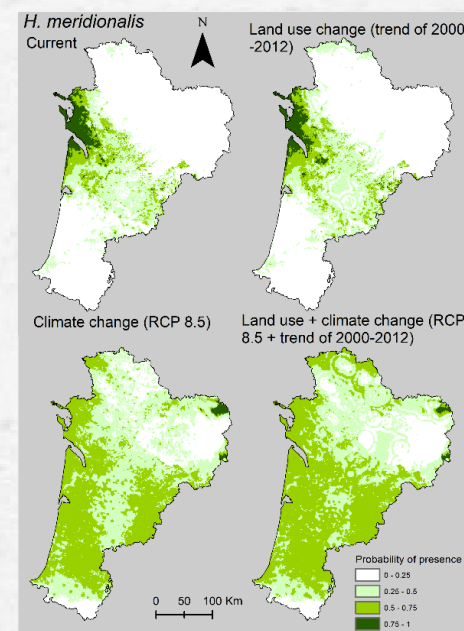 H. meridionalis
Current
N
Land use change (trend of 2000
-2012)
Climate change (RCP 8.5)
Land use + climate change (RCP
8.5 + trend of 2000-2012)
Probability of presence
0 - 0.25
0.25 - 0.5
0.5 - 0.75
0.75 - 1
0 50 100 Km